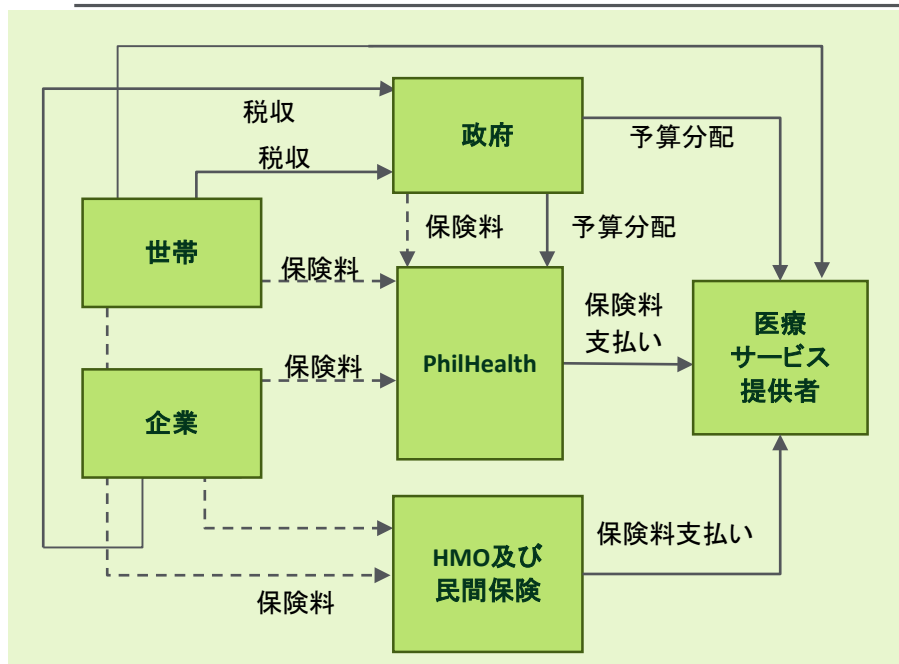 税収
政府
予算分配
税収
世帯
保険料
予算分配
保険料
保険料
支払い
医療
サービス
提供者
PhilHealth
保険料
企業
HMO及び
民間保険
保険料支払い
保険料